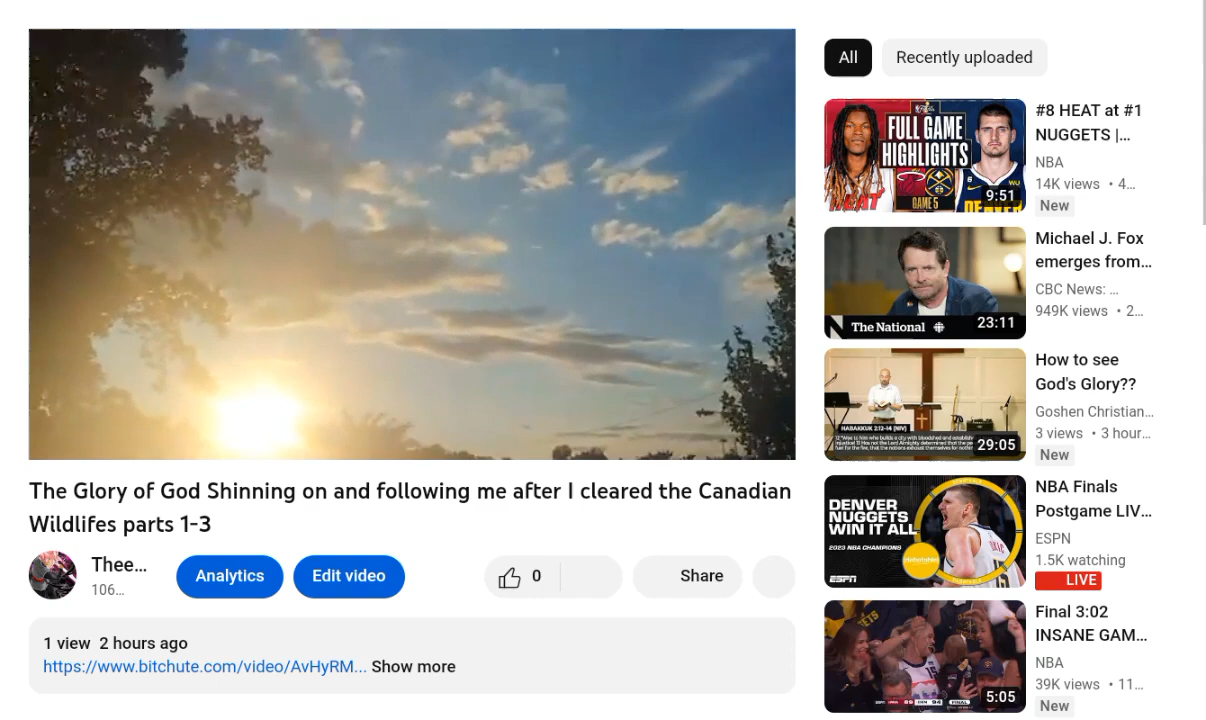 All
Recently uploaded
FULL GAME
HIGHLIGHTS
GAME 5
9:51
#8 HEAT at #1
NUGGETS |...
NBA
14K views • 4...
New
The National
23:11
Michael J. Fox
emerges from...
CBC News: ...
949K views • 2...
HABAKKUK 2:12-14 (NIV)
29:05
How to see
God's Glory??
Goshen Christian...
3 views • 3 hour...
New
DENVER
NUGGETS
WIN IT ALL
2023 NBA CHAMPIONS
ESPN
NBA Finals
Postgame LIV...
ESPN
1.5K watching
LIVE
FINAL
5:05
Final 3:02
INSANE GAM...
NBA
39K views • 11...
New
The Glory of God Shinning on and following me after I cleared the Canadian
Wildlifes parts 1-3
Thee...
106...
Analytics
Edit video
0
Share
1 view 2 hours ago
https://www.bitchute.com/video/AvHyRM... Show more